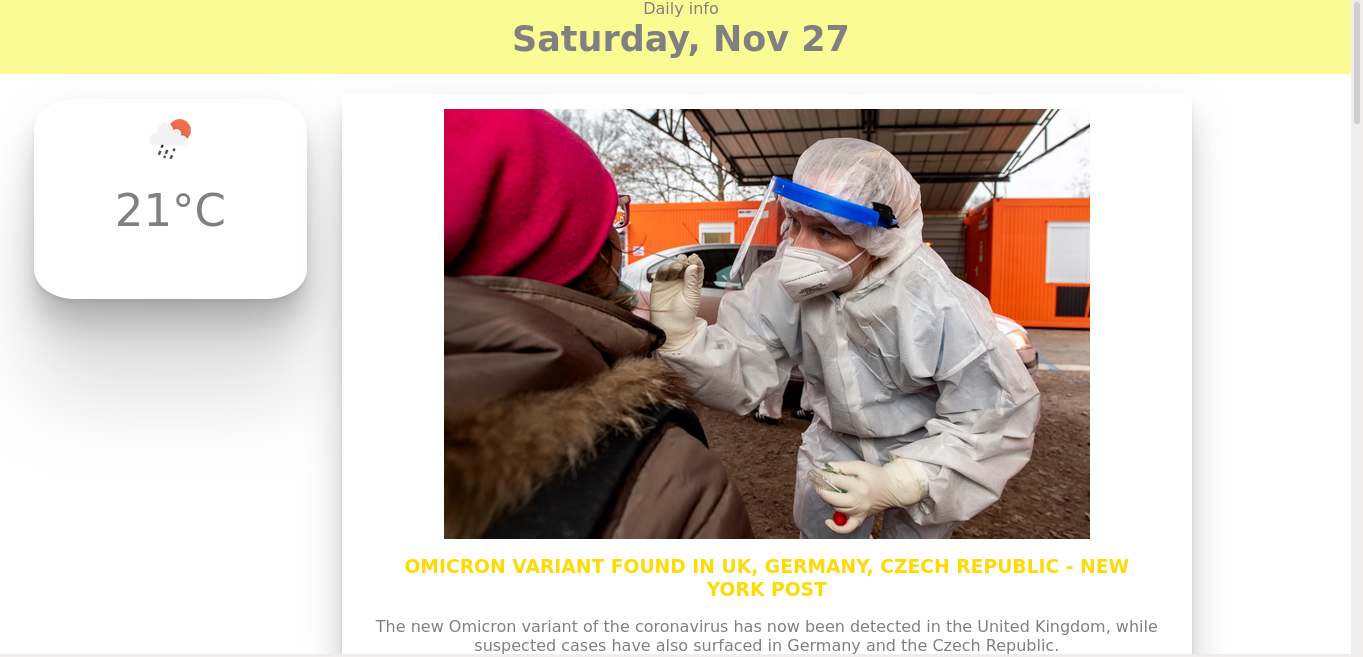 Daily info
Saturday, Nov 27
21°C
OMICRON VARIANT FOUND IN UK, GERMANY, CZECH REPUBLIC - NEW
YORK POST
The new Omicron variant of the coronavirus has now been detected in the United Kingdom, while
suspected cases have also surfaced in Germany and the Czech Republic.